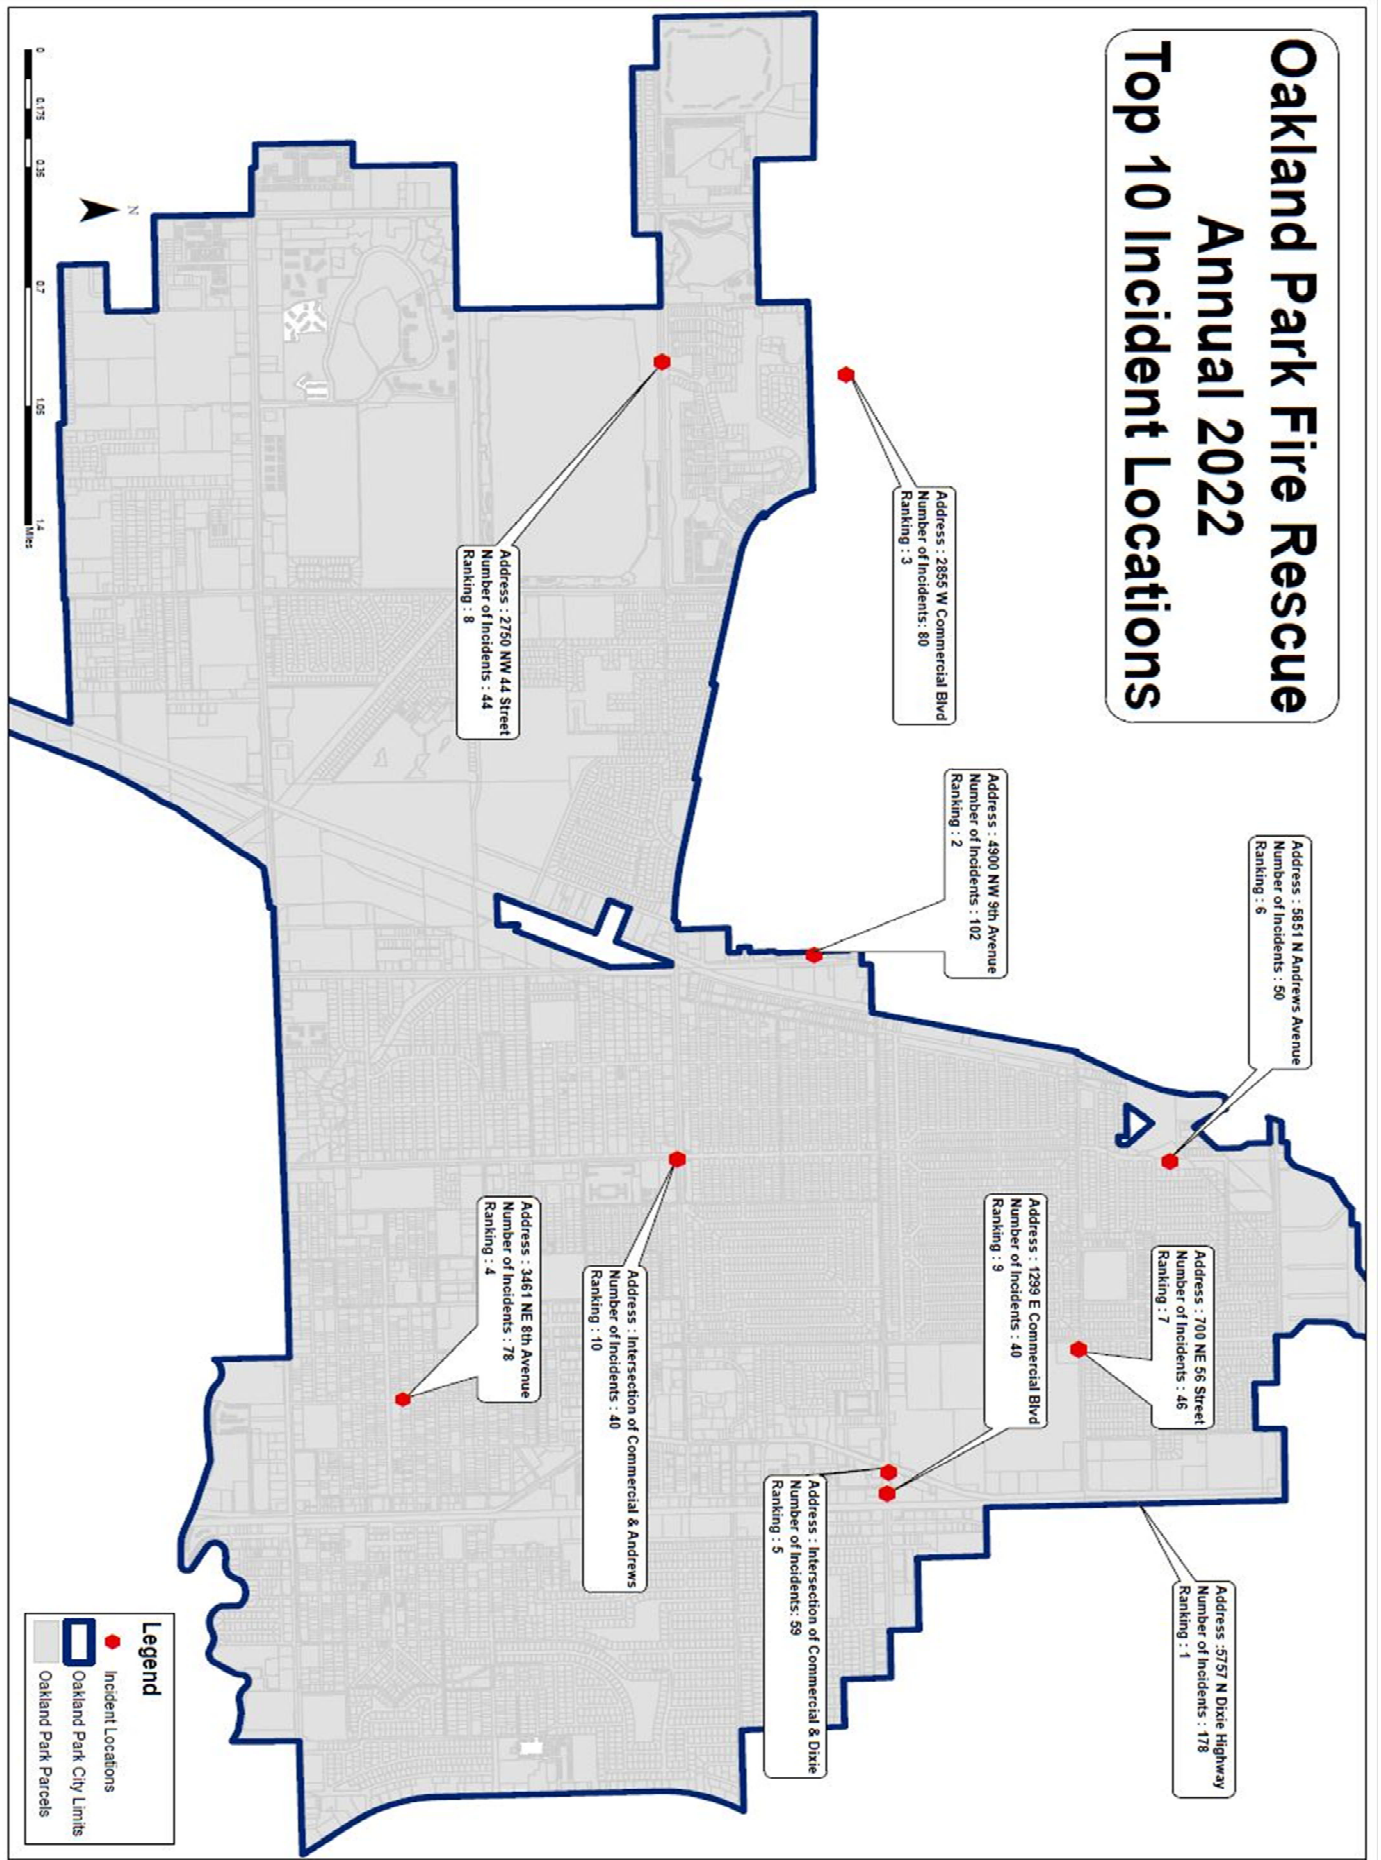 Oakland Park Fire Rescue
Annual 2022
Top 10 Incident Locations
Address : 5851 N Andrews Avenue
Number of Incidents : 50
Ranking : 6
Address :5757 N Dixie Highway
Number of Incidents : 178
Ranking : 1
Address : 700 NE 56 Street
Number of Incidents : 46
Ranking : 7
Address : 4900 NW 9th Avenue
Number of Incidents : 102
Ranking : 2
Address : 1299 E Commercial Blvd
Number of Incidents : 40
Ranking : 9
Address : 2855 W Commercial Blvd
Number of Incidents: 80
Ranking : 3
Address : Intersection of Commercial & Dixie
Number of Incidents: 59
Ranking : 5
Address : Intersection of Commercial & Andrews
Number of Incidents : 40
Ranking : 10
Address : 3461 NE 8th Avenue
Number of Incidents : 78
Ranking : 4
Address : 2750 NW 44 Street
Number of Incidents : 44
Ranking : 8
N
0 0.175 0.35 0.7 1.05 1.4
Miles
Legend
Incident Locations
Oakland Park City Limits
Oakland Park Parcels